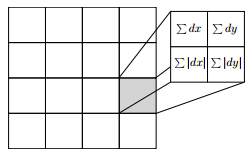 ∑ dx ∑ dy
∑ |dx| ∑ |dy|